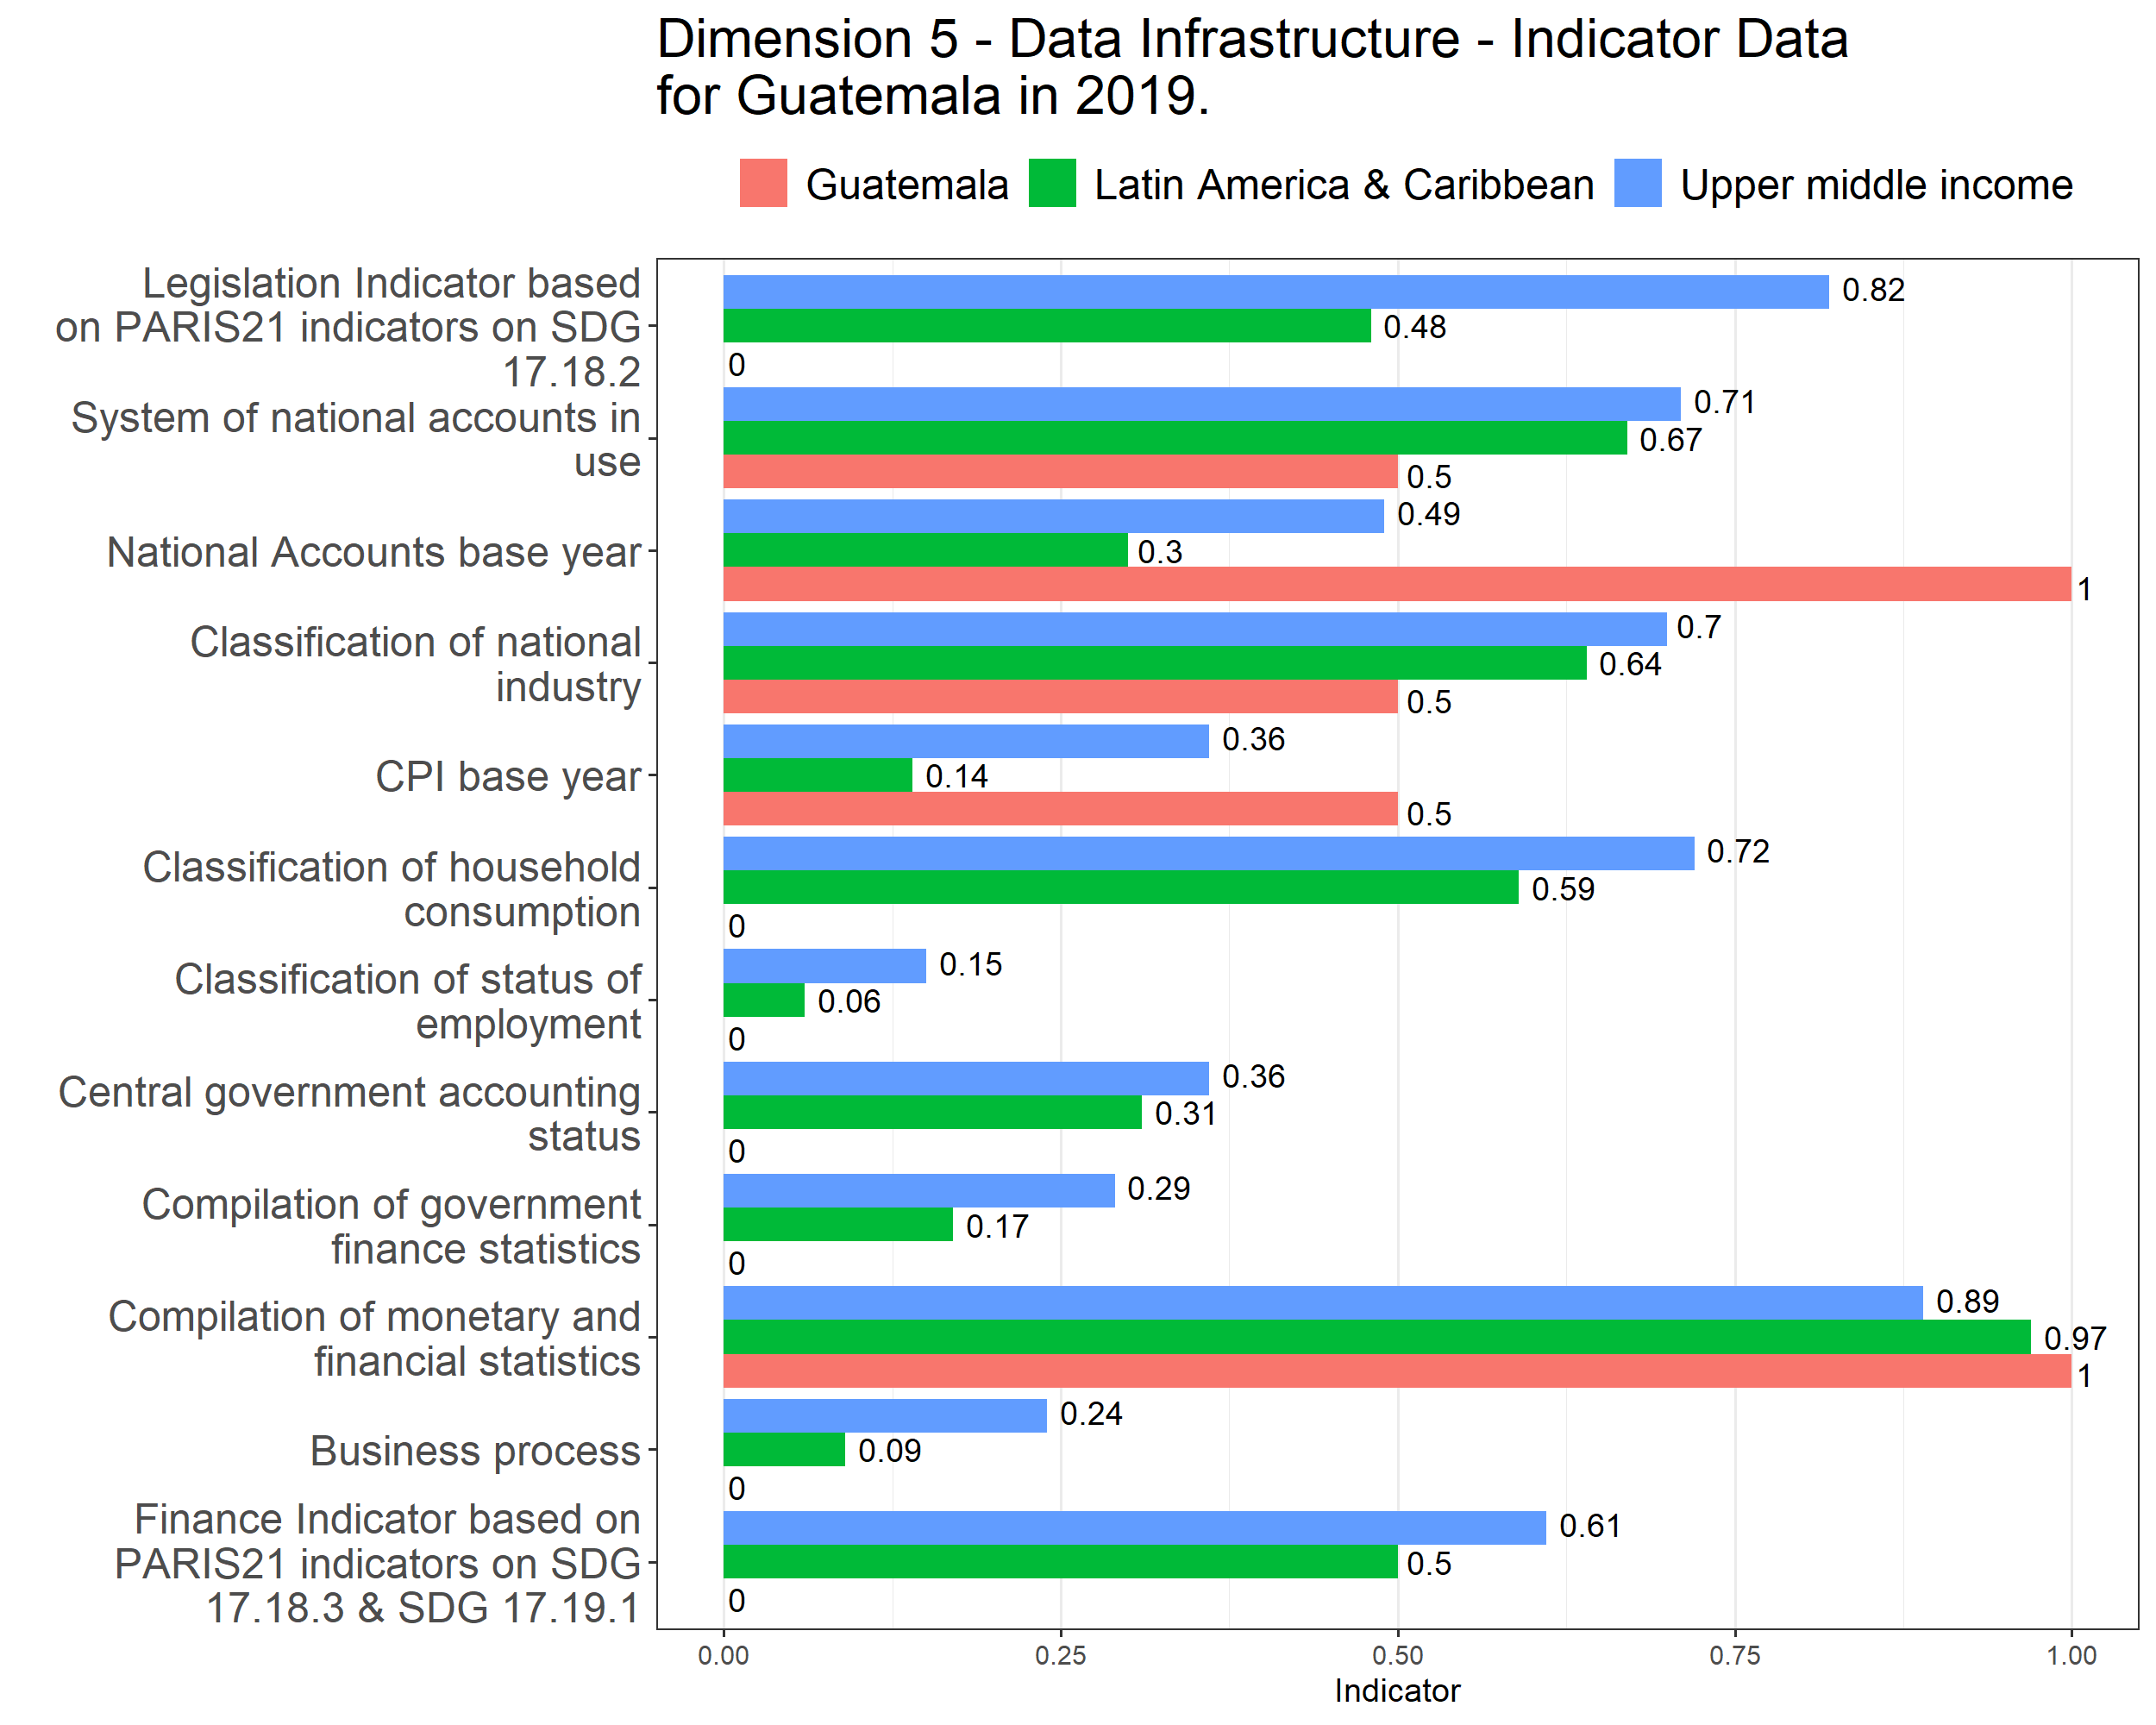 Dimension 5 - Data Infrastructure - Indicator Data
for Guatemala in 2019.
Guatemala
Latin America & Caribbean
Upper middle income
Legislation Indicator based
on PARIS21 indicators on SDG
17.18.2
0.82
0.48
0
System of national accounts in
use
0.71
0.67
0.5
National Accounts base year
0.49
0.3
1
Classification of national
industry
0.7
0.64
0.5
CPI base year
0.36
0.14
0.5
Classification of household
consumption
0.72
0.59
0
Classification of status of
employment
0.15
0.06
0
Central government accounting
status
0.36
0.31
0
Compilation of government
finance statistics
0.29
0.17
0
Compilation of monetary and
financial statistics
0.89
0.97
1
Business process
0.24
0.09
0
Finance Indicator based on
PARIS21 indicators on SDG
17.18.3 & SDG 17.19.1
0.61
0.5
0
0.00
0.25
0.50
0.75
1.00
Indicator